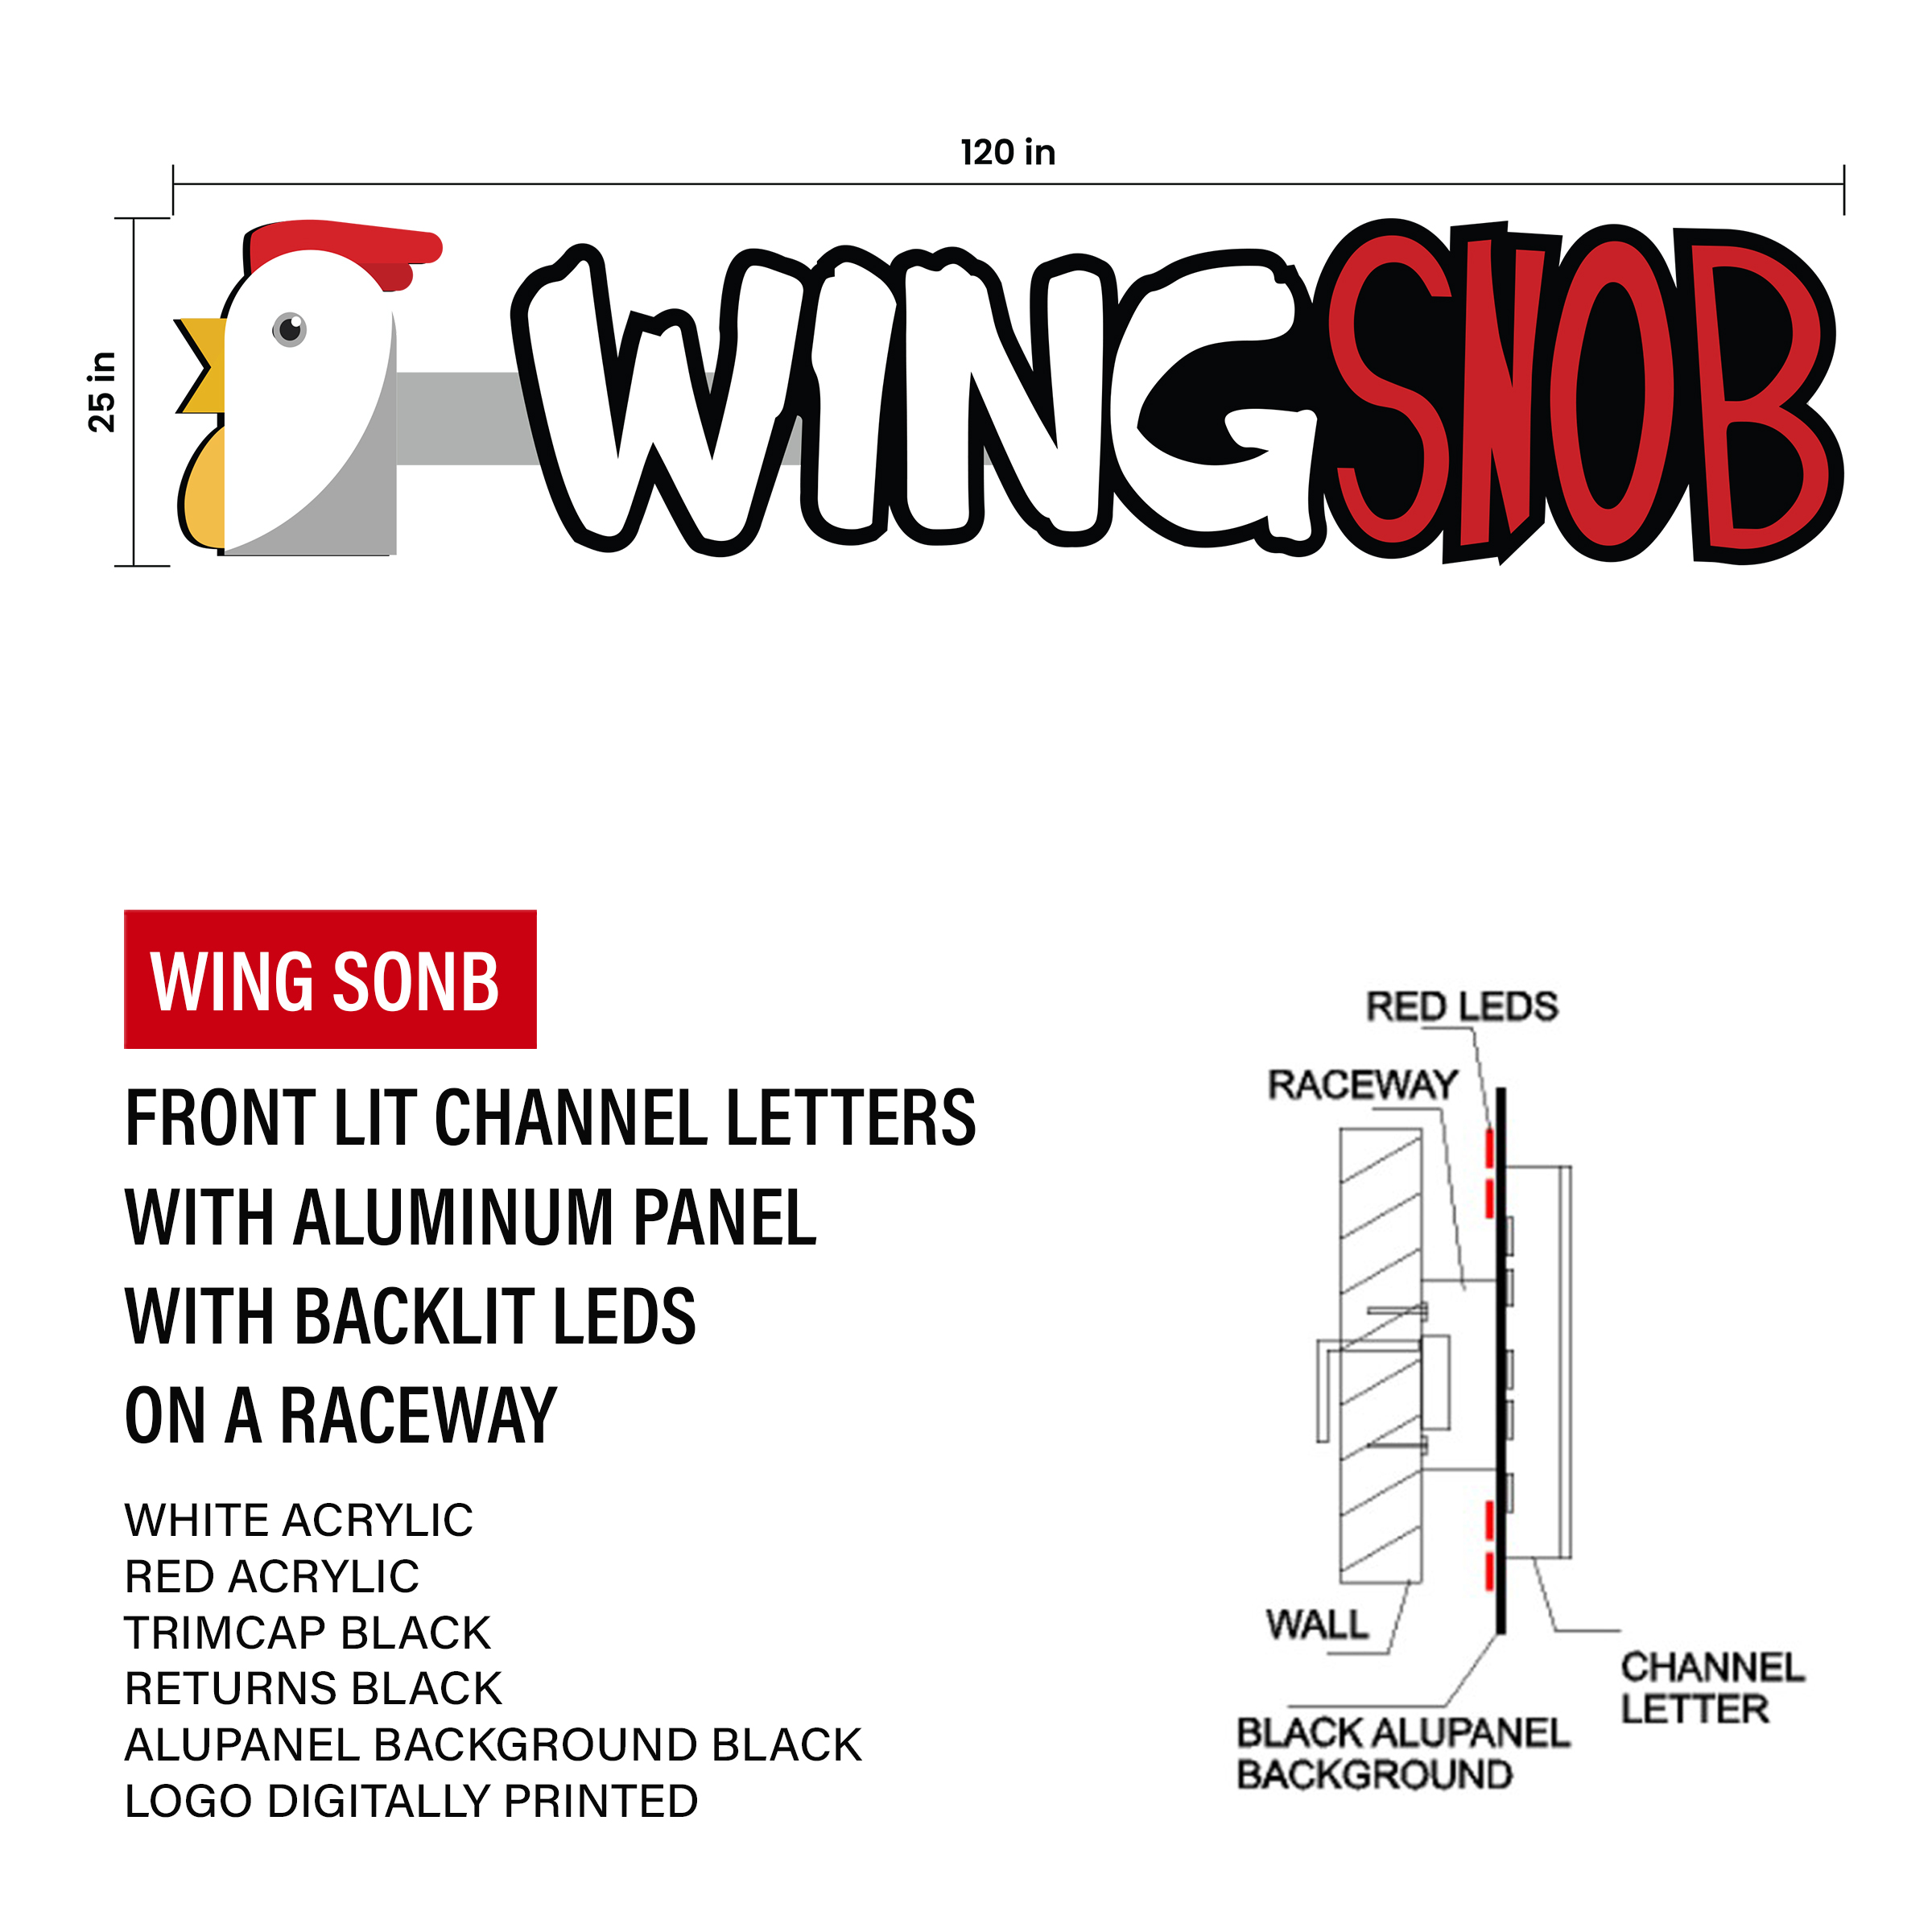 120 in
25 in
WINGSNOB
WING SONB
FRONT LIT CHANNEL LETTERS
WITH ALUMINUM PANEL
WITH BACKLIT LEDS
ON A RACEWAY
WHITE ACRYLIC
RED ACRYLIC
TRIMCAP BLACK
RETURNS BLACK
ALUPANEL BACKGROUND BLACK
LOGO DIGITALLY PRINTED
RED LEDS
RACEWAY
WALL
CHANNEL
LETTER
BLACK ALUPANEL
BACKGROUND